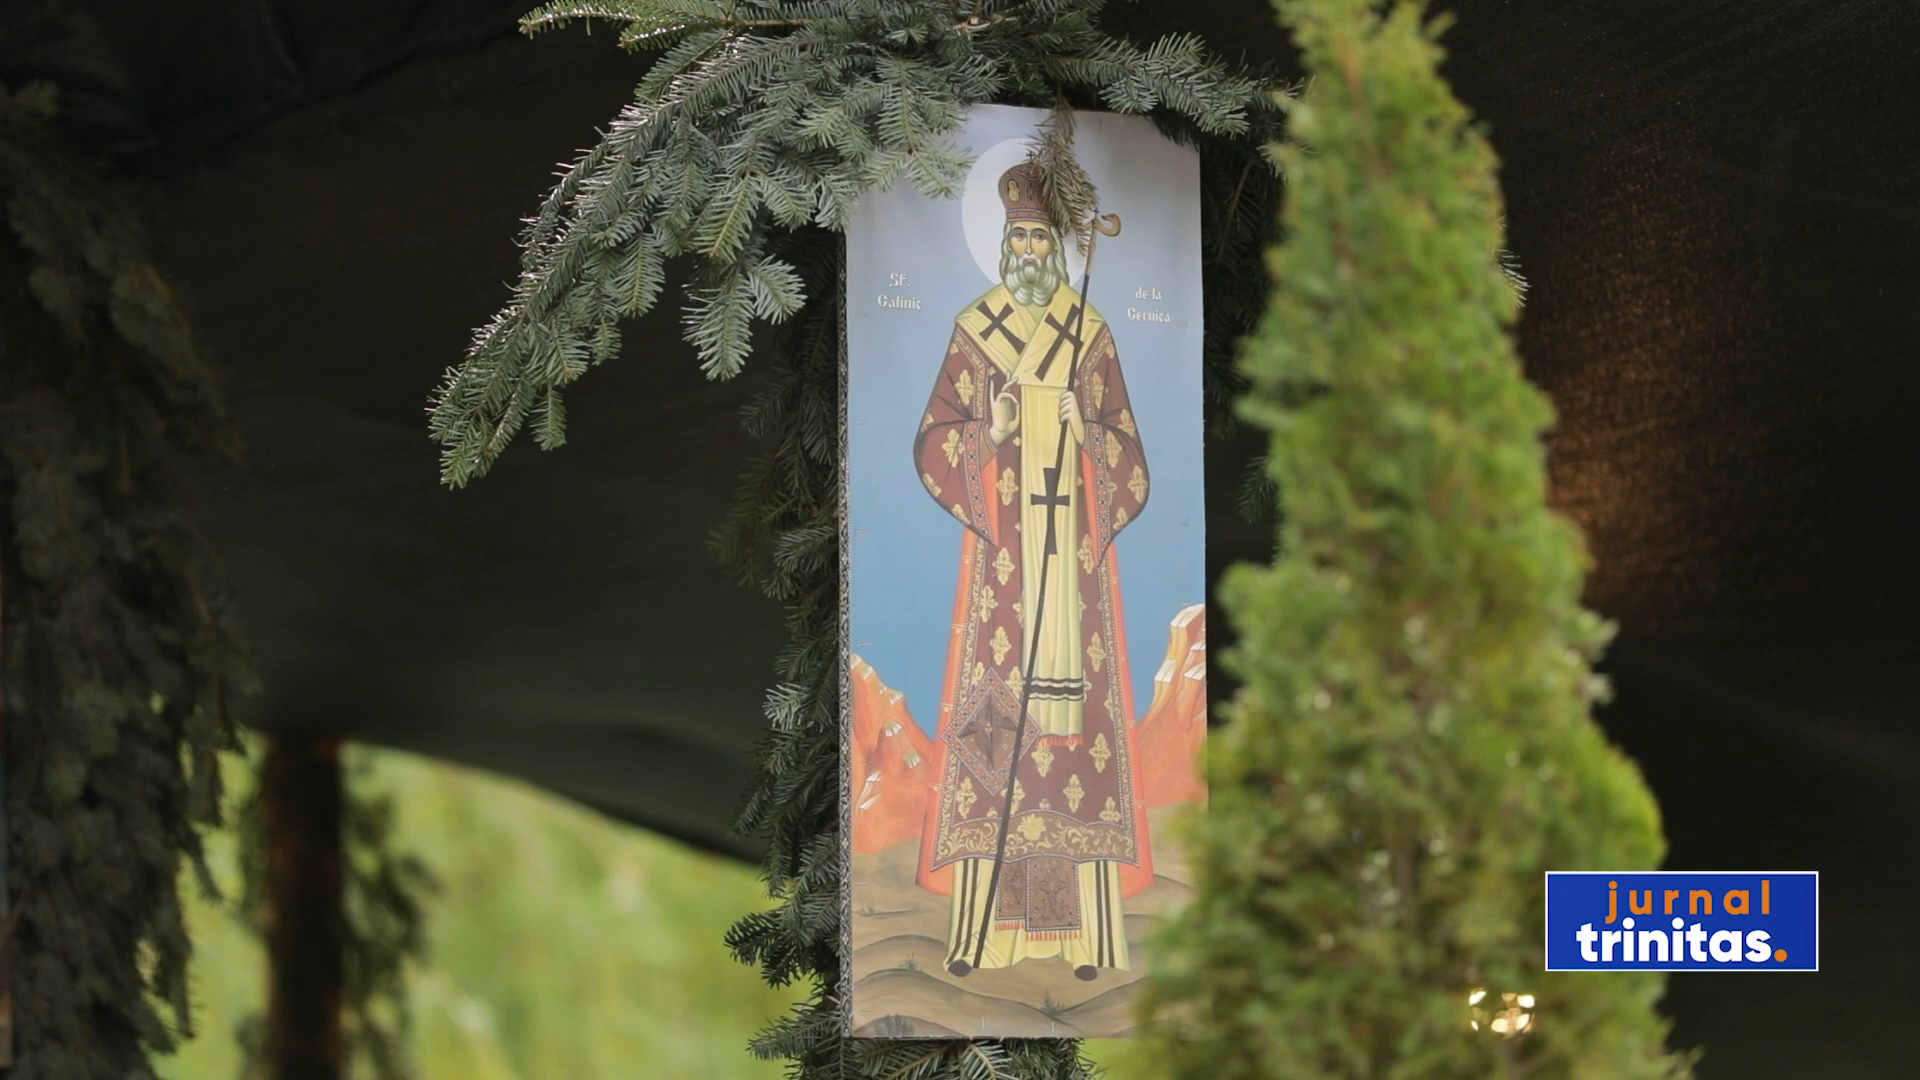 Sf.
Calinic
de la
Cernica
jurnal
trinitas.